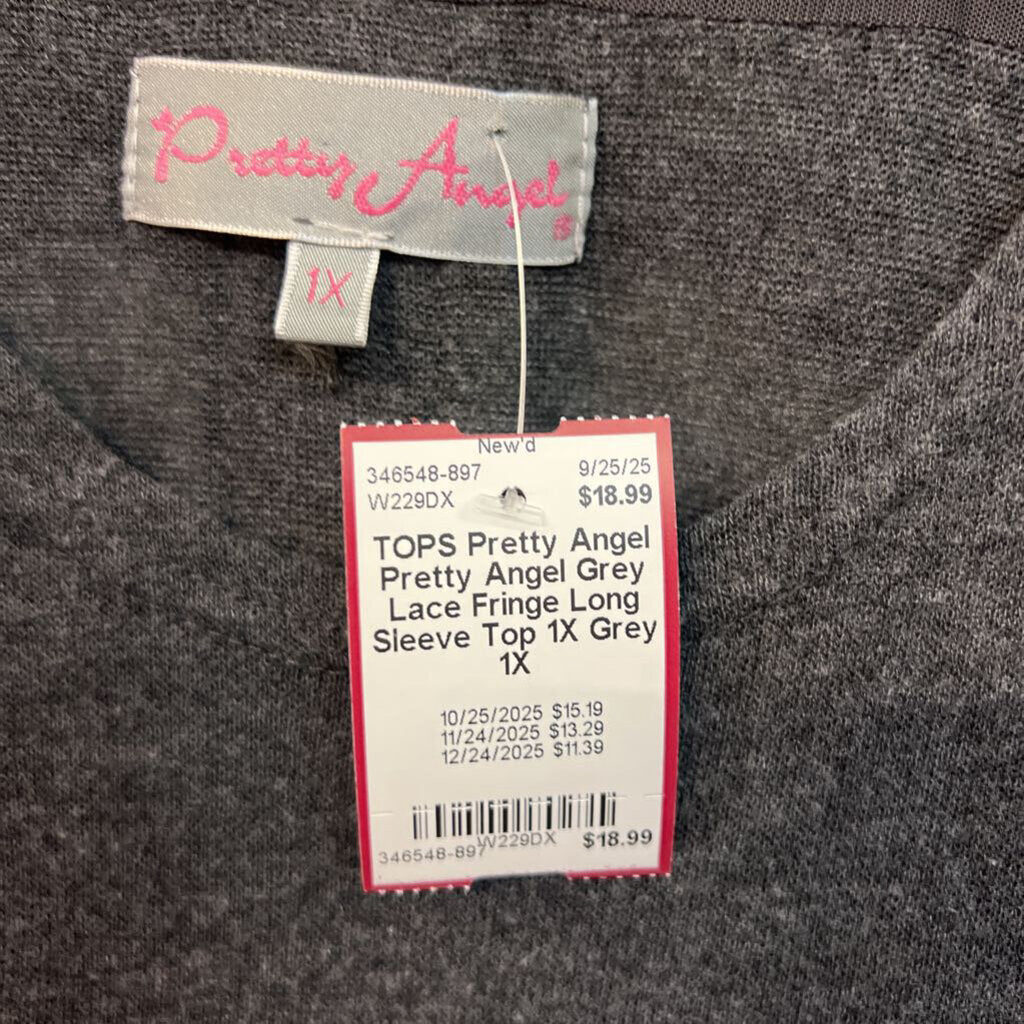 Pretty Angel
1X
New'd
346548-897 9/25/25
W229DX $18.99
TOPS Pretty Angel
Pretty Angel Grey
Lace Fringe Long
Sleeve Top 1X Grey
1X
10/25/2025 $15.19
11/24/2025 $13.29
12/24/2025 $11.39
W229DX $18.99
346548-897